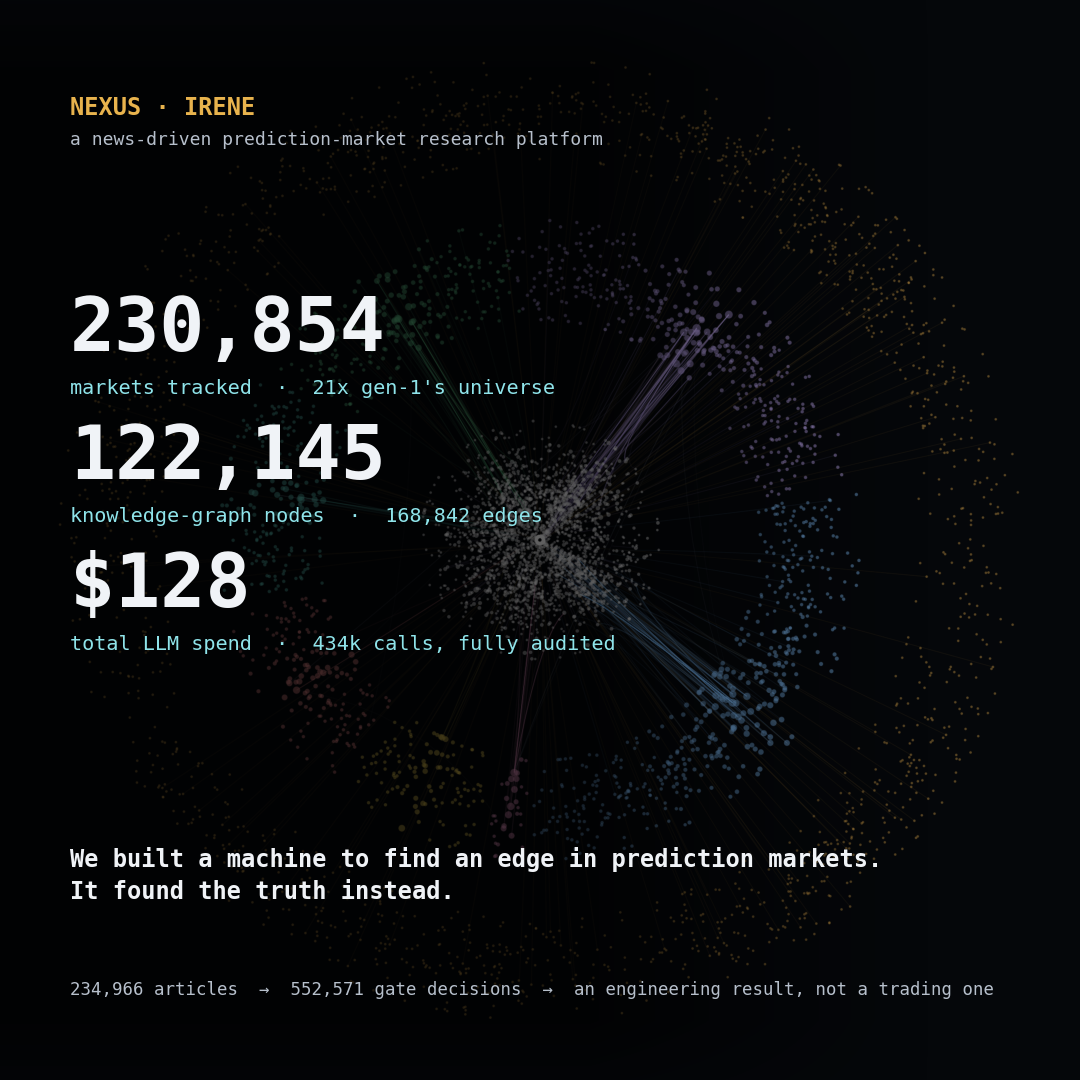 NEXUS · IRENE
a news-driven prediction-market research platform
230,854
markets tracked · 21x gen-1's universe
122,145
knowledge-graph nodes · 168,842 edges
$128
total LLM spend · 434k calls, fully audited
We built a machine to find an edge in prediction markets.
It found the truth instead.
234,966 articles → 552,571 gate decisions → an engineering result, not a trading one